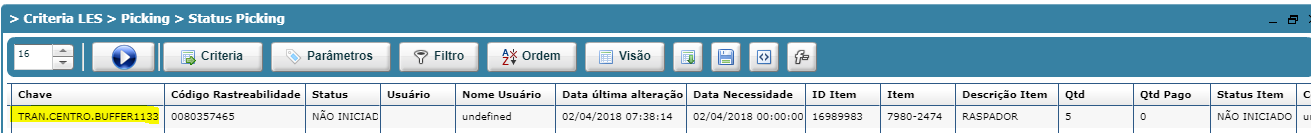 > Criteria LES > Picking > Status Picking
16 Criteria Parâmetros Filtro Ordem Visão
Chave Código Rastreabilidade Status Usuário Nome Usuário Data última alteração Data Necessidade ID Item Item Descrição Item Qtd Qtd Pago Status Item
TRAN.CENTRO.BUFFER1133 0080357465 NÃO INICIAD undefined 02/04/2018 07:38:14 02/04/2018 00:00:00 16989983 7980-2474 RASPADOR 5 0 NÃO INICIADO